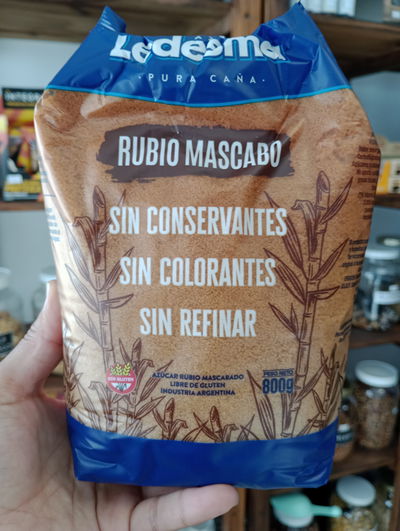 Ledesma
· PURA CAÑA ·
RUBIO MASCABO
SIN CONSERVANTES
SIN COLORANTES
SIN REFINAR
SIN GLUTEN
AZÚCAR RUBIO MASCABADO
LIBRE DE GLUTEN
INDUSTRIA ARGENTINA
PESO NETO
800g